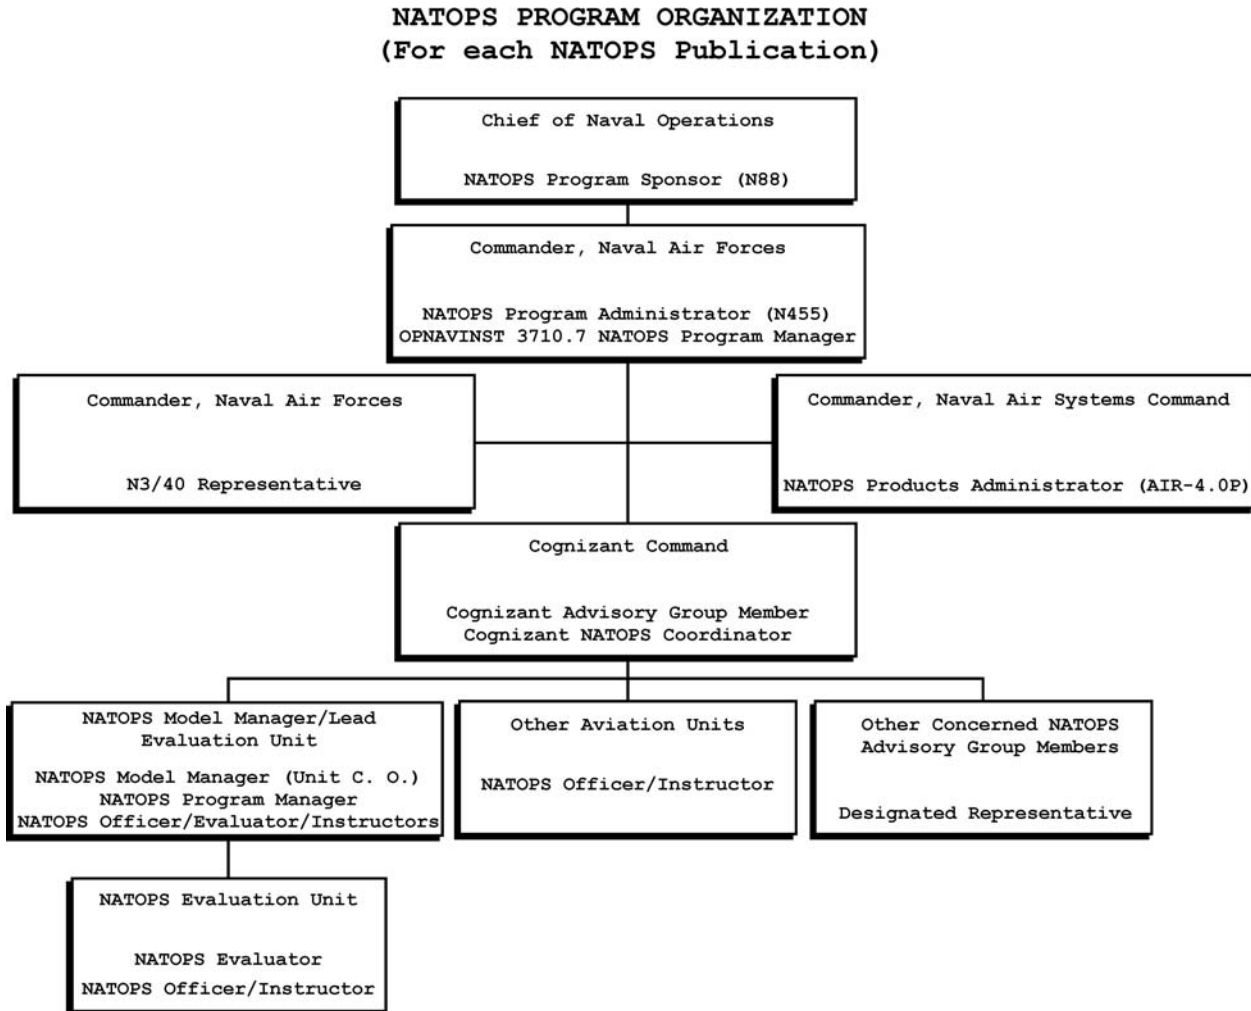 NATOPS PROGRAM ORGANIZATION
(For each NATOPS Publication)
Chief of Naval Operations
NATOPS Program Sponsor (N88)
Commander, Naval Air Forces
NATOPS Program Administrator (N455)
OPNAVINST 3710.7 NATOPS Program Manager
Commander, Naval Air Forces
N3/40 Representative
Commander, Naval Air Systems Command
NATOPS Products Administrator (AIR-4.0P)
Cognizant Command
Cognizant Advisory Group Member
Cognizant NATOPS Coordinator
NATOPS Model Manager/Lead
Evaluation Unit
NATOPS Model Manager (Unit C. O.)
NATOPS Program Manager
NATOPS Officer/Evaluator/Instructors
Other Aviation Units
NATOPS Officer/Instructor
Other Concerned NATOPS
Advisory Group Members
Designated Representative
NATOPS Evaluation Unit
NATOPS Evaluator
NATOPS Officer/Instructor